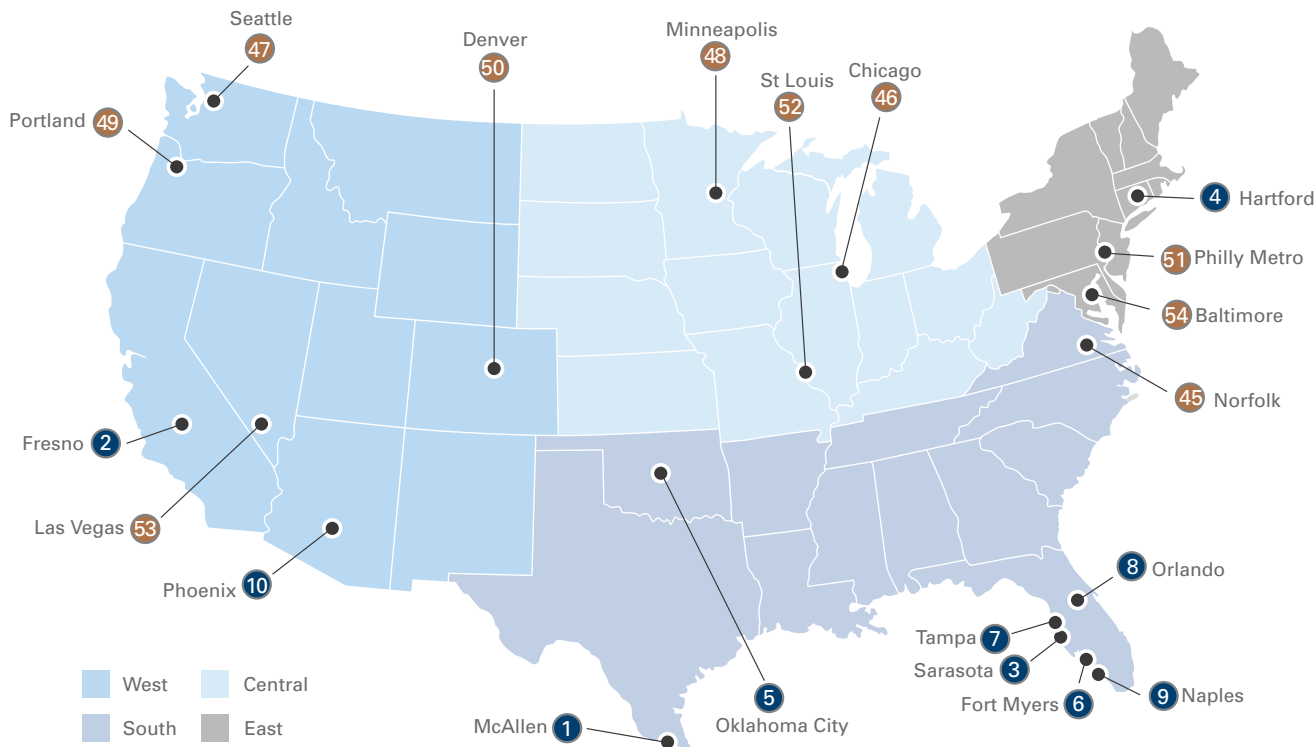 Seattle
47
Denver
50
Minneapolis
48
St Louis
52
Chicago
46
Portland 49
4 Hartford
51 Philly Metro
54 Baltimore
45 Norfolk
Fresno 2
Las Vegas 53
Phoenix 10
8 Orlando
Tampa 7
Sarasota 3
Fort Myers 6
9 Naples
5
Oklahoma City
McAllen 1
West Central
South East